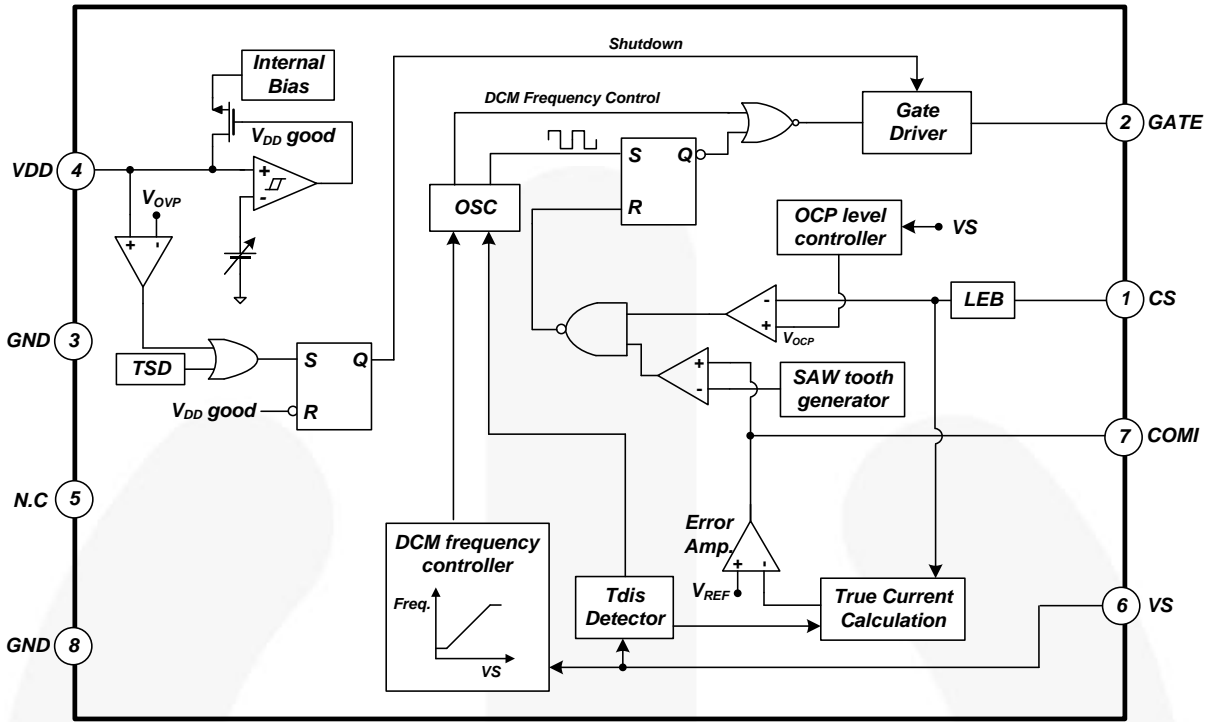 Shutdown
Internal
Bias
DCM Frequency Control
Gate
Driver
2 GATE
VDD 4
VDD good
+
-
S Q
R
OSC
VOVP
+ -
OCP level
controller
VS
LEB
1 CS
-
+
VOCP
GND 3
TSD
S Q
R
VDD good
+
-
SAW tooth
generator
7 COMI
N.C 5
Error
Amp.
+ -
VREF
DCM frequency
controller
Freq.
VS
Tdis
Detector
True Current
Calculation
6 VS
GND 8